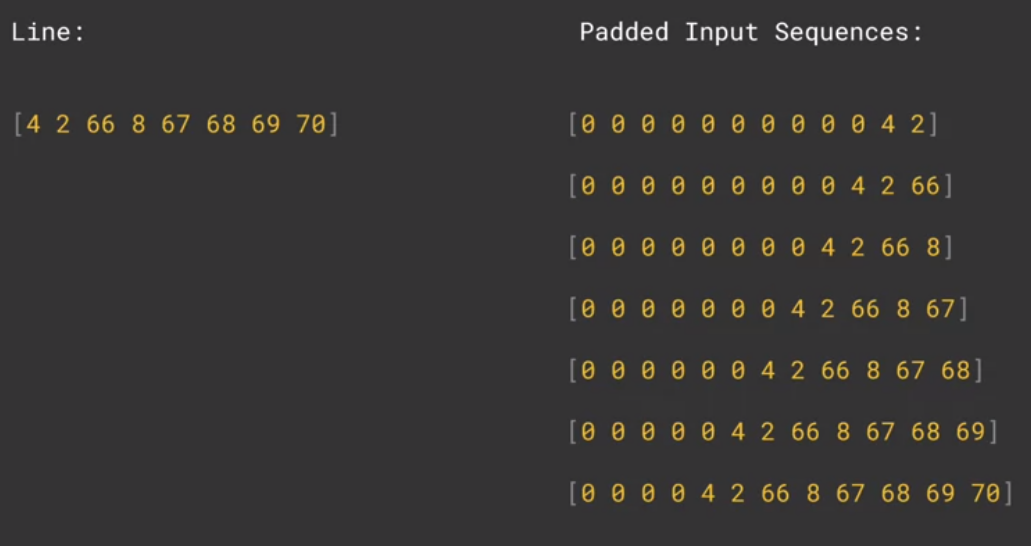 Line: Padded Input Sequences:
[4 2 66 8 67 68 69 70] [0 0 0 0 0 0 0 0 0 0 4 2]
[0 0 0 0 0 0 0 0 0 4 2 66]
[0 0 0 0 0 0 0 0 4 2 66 8]
[0 0 0 0 0 0 0 4 2 66 8 67]
[0 0 0 0 0 0 4 2 66 8 67 68]
[0 0 0 0 0 4 2 66 8 67 68 69]
[0 0 0 0 4 2 66 8 67 68 69 70]